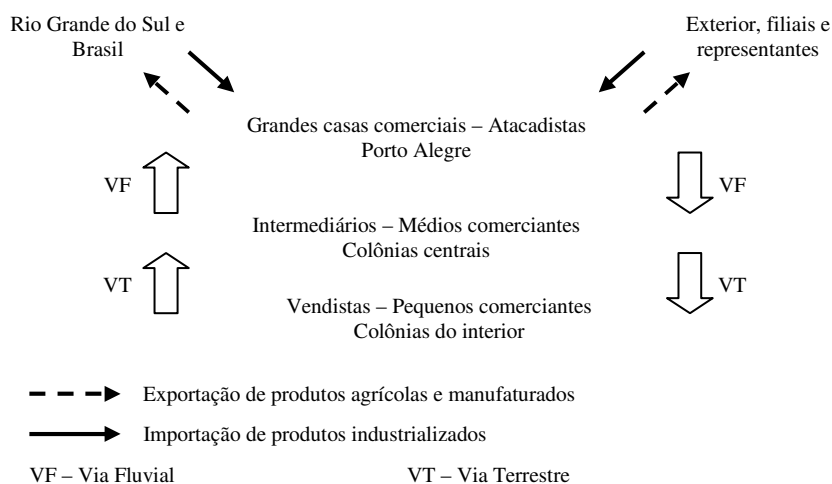 Rio Grande do Sul e
Brasil
Exterior, filiais e
representantes
Grandes casas comerciais – Atacadistas
Porto Alegre
VF
VF
Intermediários – Médios comerciantes
Colônias centrais
VT
VT
Vendistas – Pequenos comerciantes
Colônias do interior
Exportação de produtos agrícolas e manufaturados
Importação de produtos industrializados
VF – Via Fluvial
VT – Via Terrestre